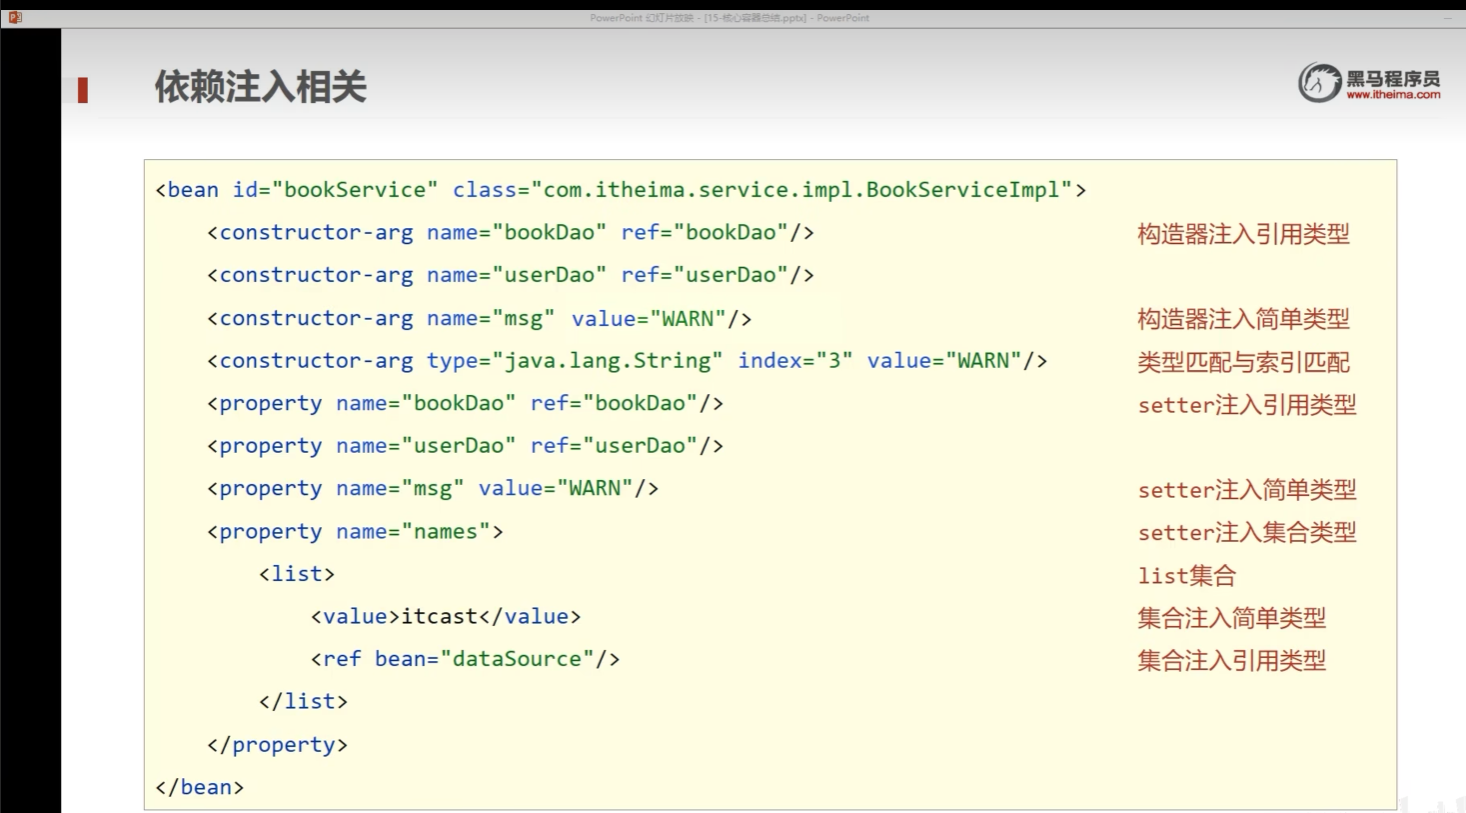 PowerPoint 幻灯片放映 - [15-核心容器总结.pptx] - PowerPoint
依赖注入相关
黑马程序员
www.itheima.com
<bean id="bookService" class="com.itheima.service.impl.BookServiceImpl">
<constructor-arg name="bookDao" ref="bookDao"/> 构造器注入引用类型
<constructor-arg name="userDao" ref="userDao"/>
<constructor-arg name="msg" value="WARN"/> 构造器注入简单类型
<constructor-arg type="java.lang.String" index="3" value="WARN"/> 类型匹配与索引匹配
<property name="bookDao" ref="bookDao"/> setter注入引用类型
<property name="userDao" ref="userDao"/>
<property name="msg" value="WARN"/> setter注入简单类型
<property name="names"> setter注入集合类型
<list> list集合
<value>itcast</value> 集合注入简单类型
<ref bean="dataSource"/> 集合注入引用类型
</list>
</property>
</bean>